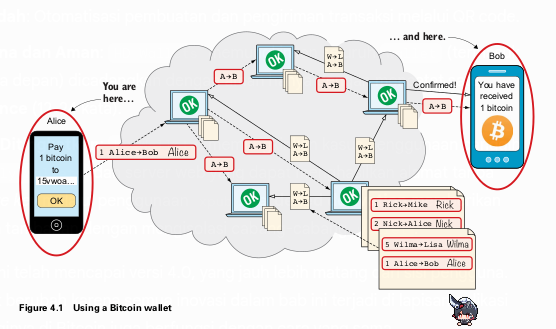 ... and here.
Bob
You are
here...
Alice
Pay
1 bitcoin
to
15vwoa...
OK
1 Alice→Bob Alice
OK
A→B
A→B
OK
A→B
W→L
A→B
OK
Confirmed!
A→B
You have
received
1 bitcoin
A→B
W→L
A→B
W→L
A→B
OK
W→L
A→B
OK
1 Rick→Mike Rick
2 Nick→Alice Nick
5 Wilma→Lisa Wilma
1 Alice→Bob Alice
Figure 4.1 Using a Bitcoin wallet